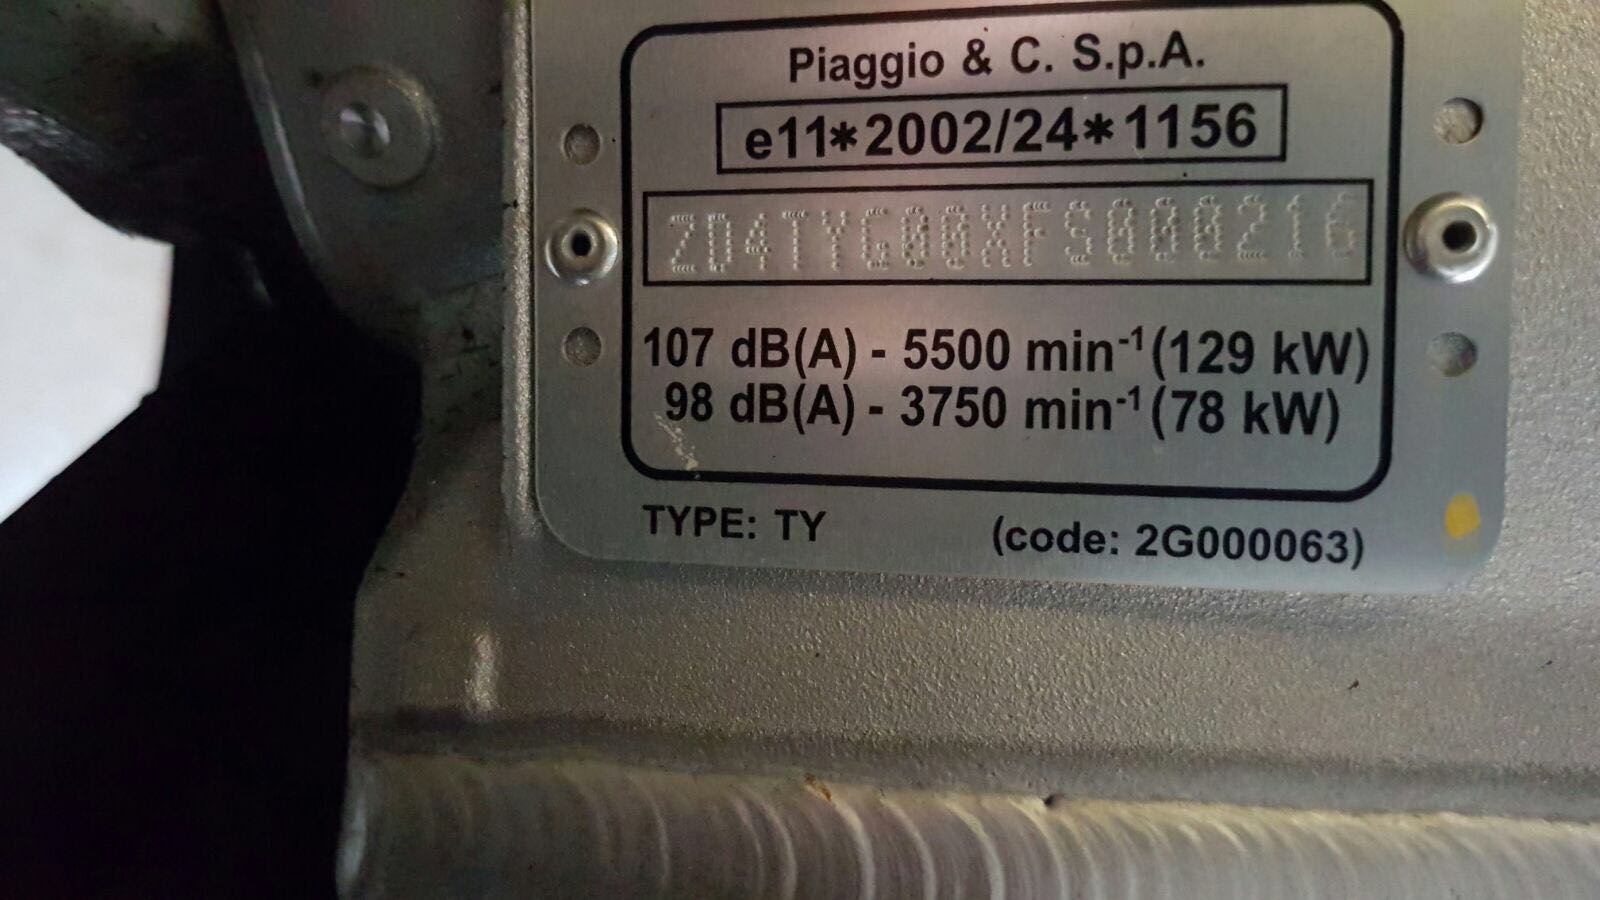 Piaggio & C. S.p.A.
e11*2002/24*1156
ZD4TYG00XFS000216
107 dB(A) - 5500 min-¹ (129 kW)
98 dB(A) - 3750 min-¹ (78 kW)
TYPE: TY (code: 2G000063)